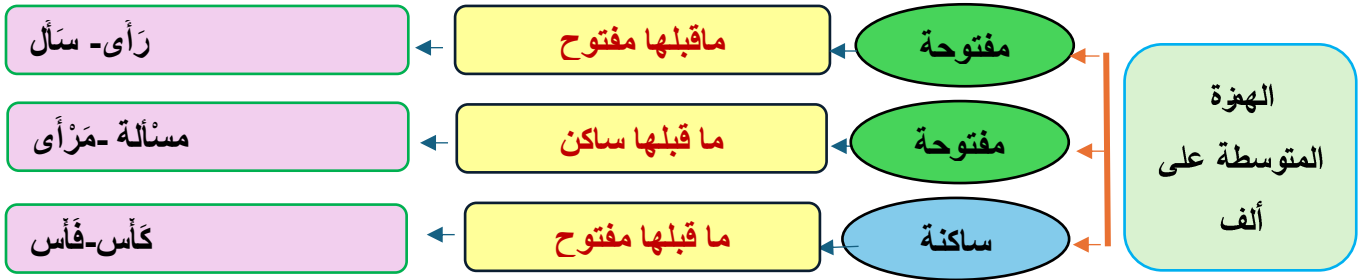 الهمزة
المتوسطة على
ألف
مفتوحة
ماقبلها مفتوح
رَأَى- سَأَل
مفتوحة
ما قبلها ساكن
مسْألة -مَرْأَى
ساكنة
ما قبلها مفتوح
كَأْس-فَأْس